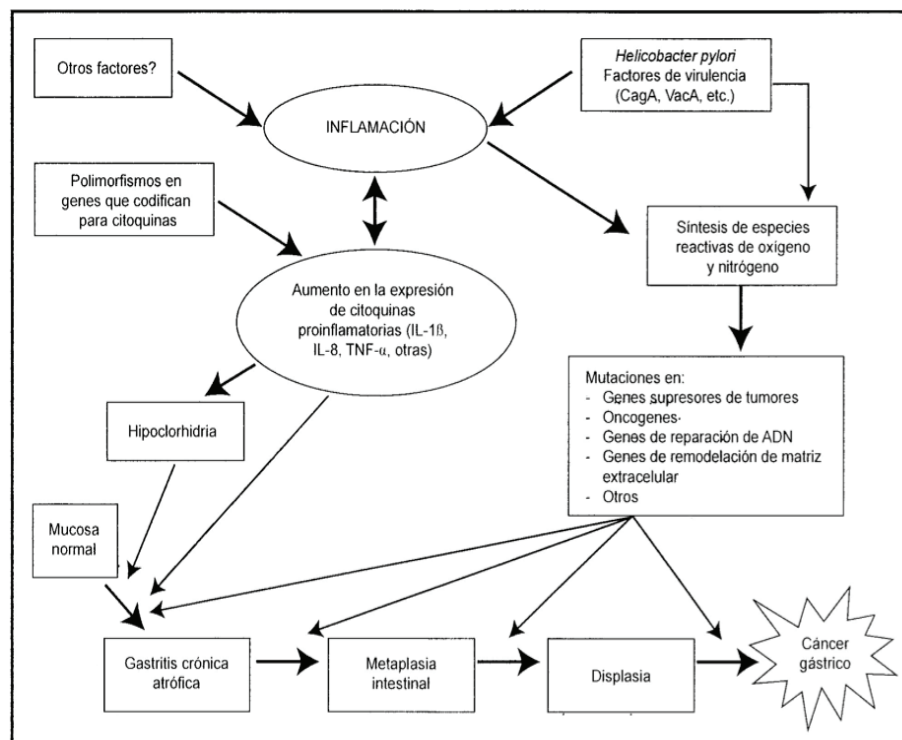 Otros factores?
Helicobacter pylori
Factores de virulencia
(CagA, VacA, etc.)
INFLAMACIÓN
Polimorfismos en
genes que codifican
para citoquinas
Síntesis de especies
reactivas de oxígeno
y nitrógeno
Aumento en la expresión
de citoquinas
proinflamatorias (IL-1ß,
IL-8, TNF-α, otras)
Mutaciones en:
- Genes supresores de tumores
- Oncogenes
- Genes de reparación de ADN
- Genes de remodelación de matriz
extracelular
- Otros
Hipoclorhidria
Mucosa
normal
Gastritis crónica
atrófica
Metaplasia
intestinal
Displasia
Cáncer
gástrico